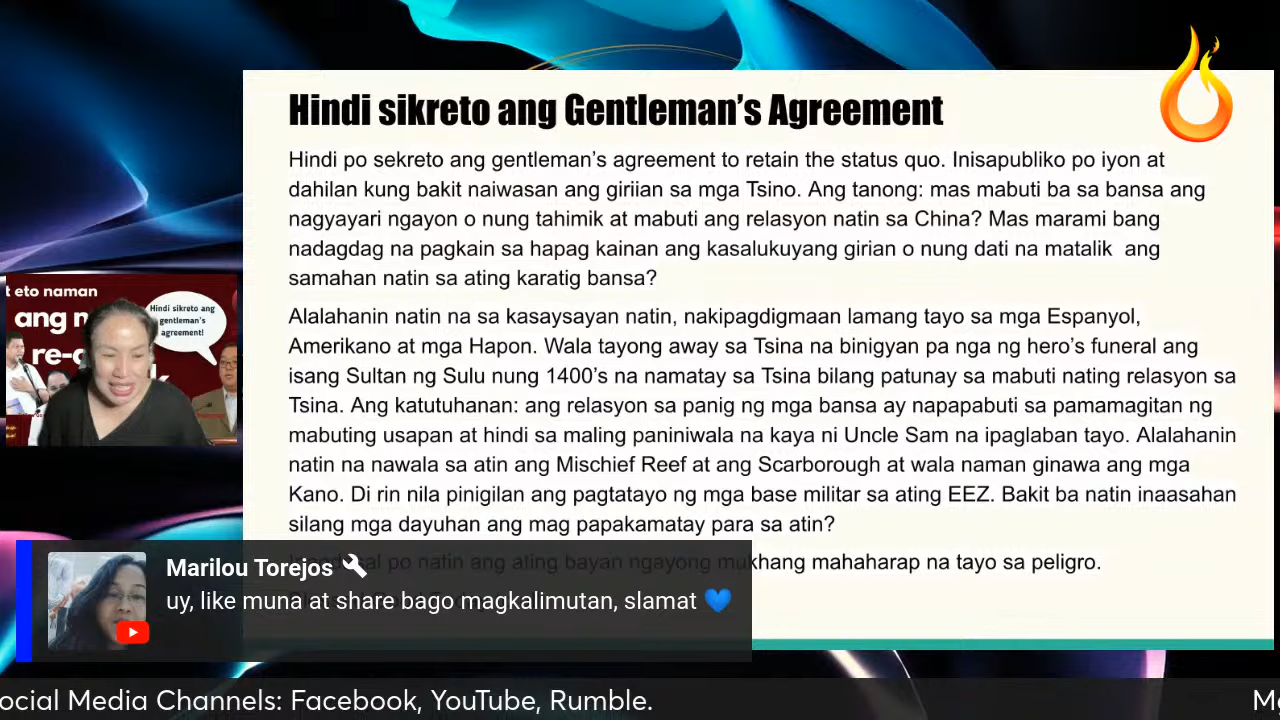 Hindi sikreto ang Gentleman’s Agreement
Hindi po sekreto ang gentleman’s agreement to retain the status quo. Inisapubliko po iyon at
dahilan kung bakit naiwasan ang giriian sa mga Tsino. Ang tanong: mas mabuti ba sa bansa ang
nagyayari ngayon o nung tahimik at mabuti ang relasyon natin sa China? Mas marami bang
nadagdag na pagkain sa hapag kainan ang kasalukuyang girian o nung dati na matalik ang
samahan natin sa ating karatig bansa?
Alalahanin natin na sa kasaysayan natin, nakipagdigmaan lamang tayo sa mga Espanyol,
Amerikano at mga Hapon. Wala tayong away sa Tsina na binigyan pa nga ng hero’s funeral ang
isang Sultan ng Sulu nung 1400’s na namatay sa Tsina bilang patunay sa mabuti nating relasyon sa
Tsina. Ang katutuhanan: ang relasyon sa panig ng mga bansa ay napapabuti sa pamamagitan ng
mabuting usapan at hindi sa maling paniniwala na kaya ni Uncle Sam na ipaglaban tayo. Alalahanin
natin na nawala sa atin ang Mischief Reef at ang Scarborough at wala naman ginawa ang mga
Kano. Di rin nila pinigilan ang pagtatayo ng mga base militar sa ating EEZ. Bakit ba natin inaasahan
silang mga dayuhan ang mag papakamatay para sa atin?
po natin ang ating bayan ngayong mukhang mahaharap na tayo sa peligro.
t eto naman
ang
re-
Hindi sikreto ang
gentleman's
agreement!
Marilou Torejos
uy, like muna at share bago magkalimutan, slamat 💙
ocial Media Channels: Facebook, YouTube, Rumble.